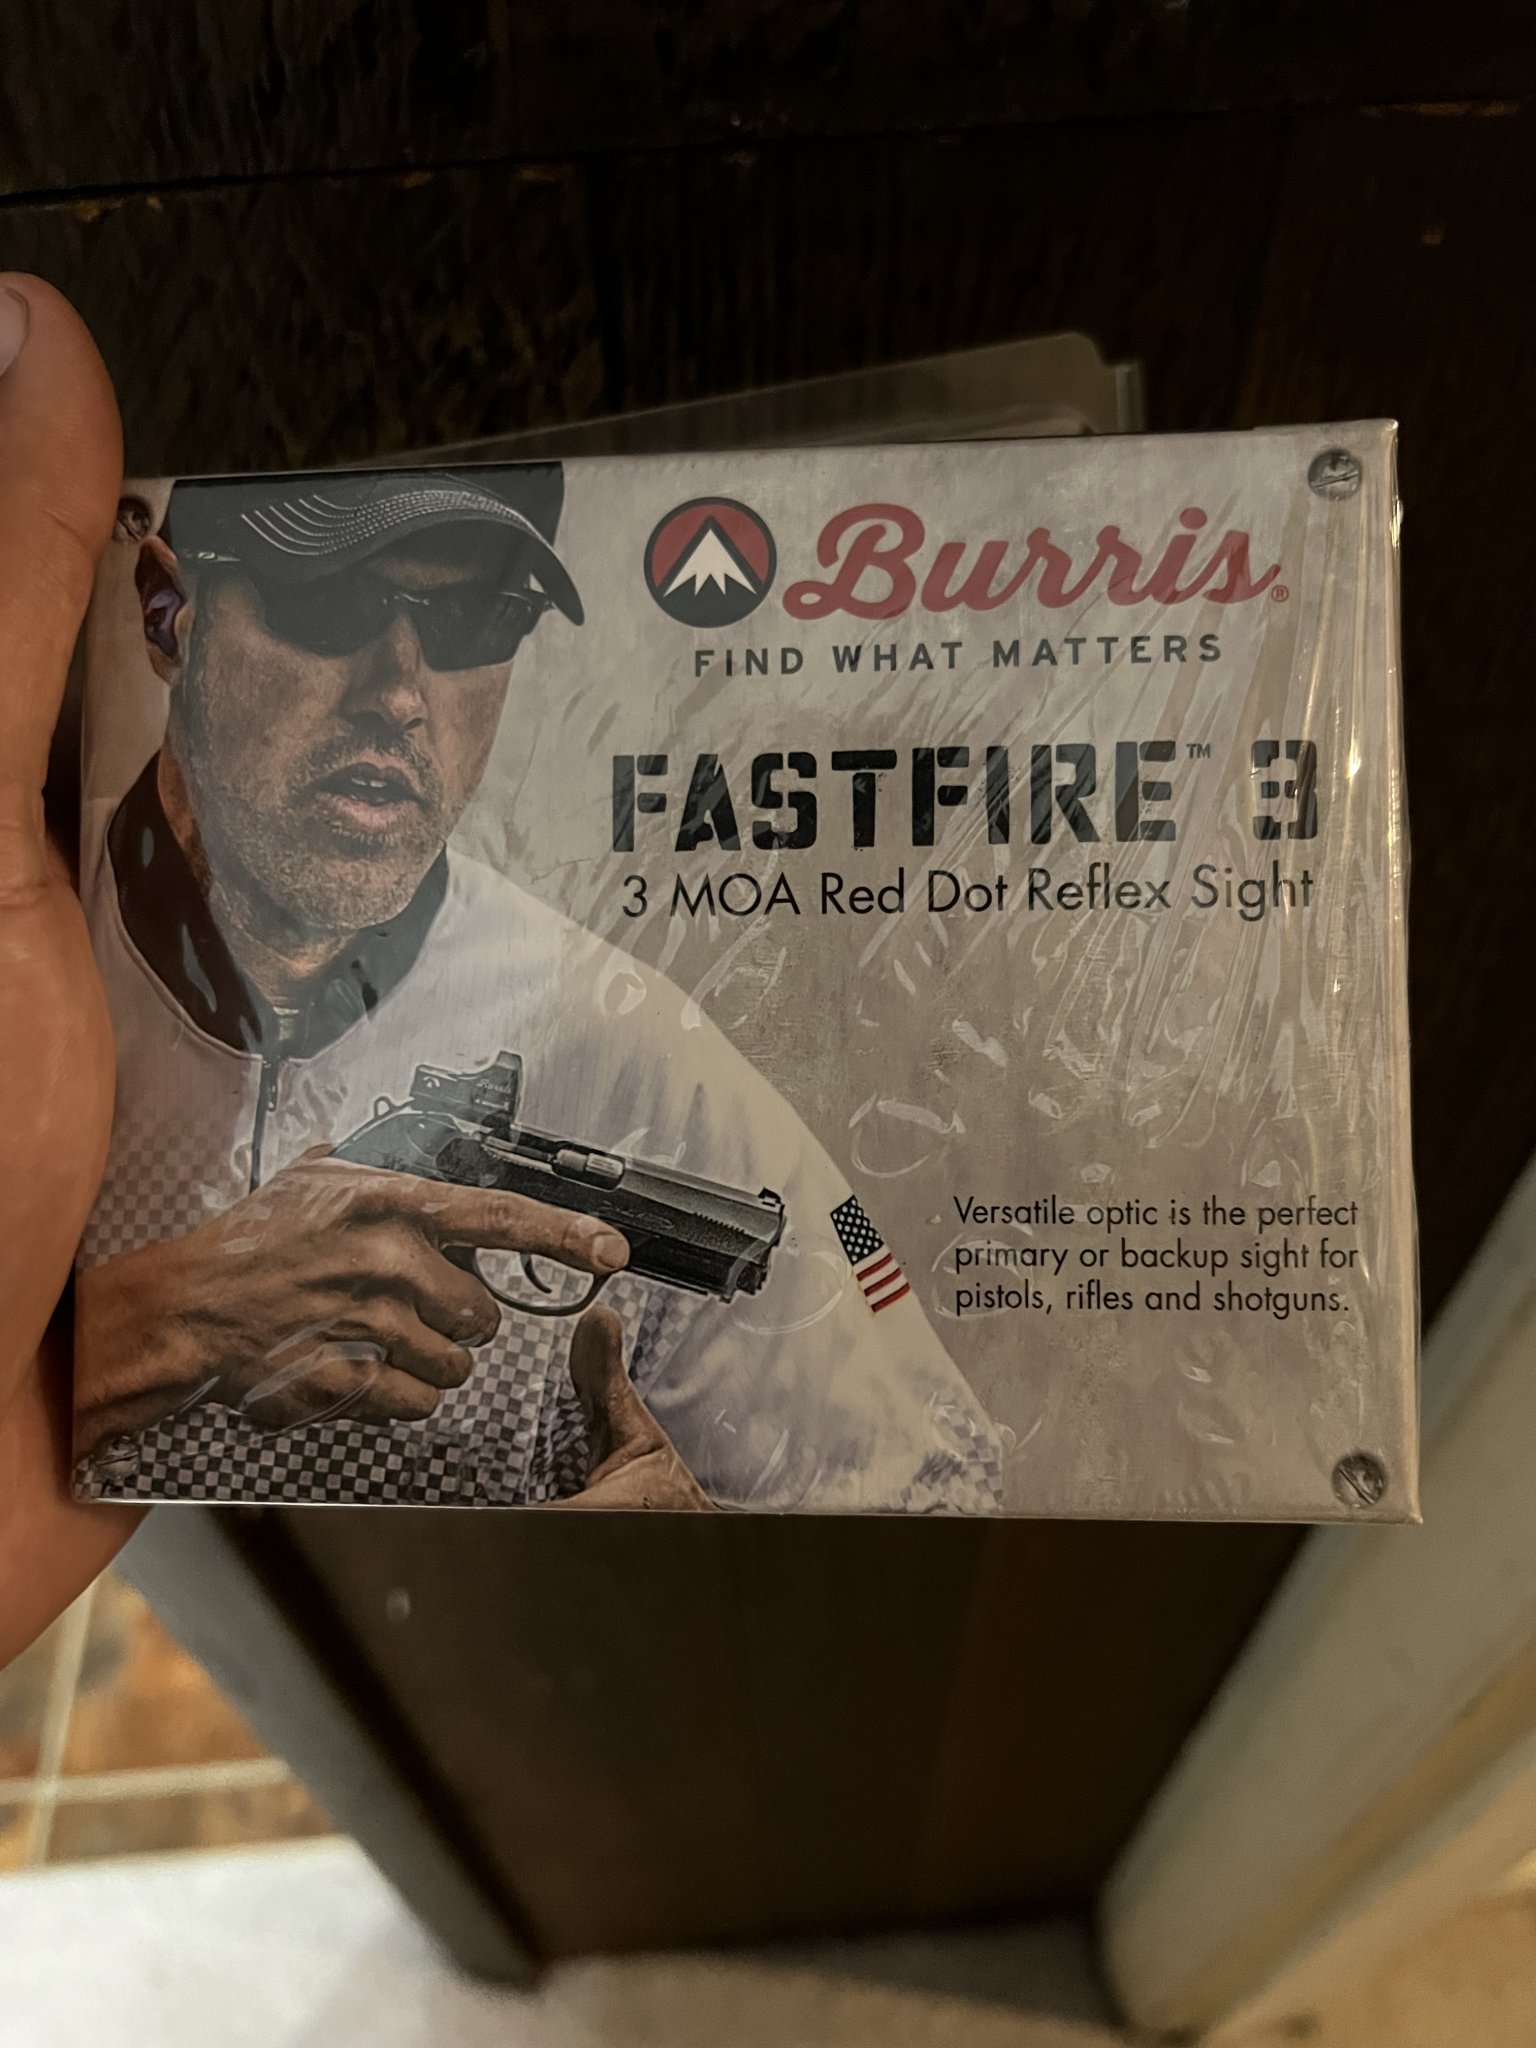 Burris®
FIND WHAT MATTERS
FASTFIRE™ 3
3 MOA Red Dot Reflex Sight
Burris
Versatile optic is the perfect
primary or backup sight for
pistols, rifles and shotguns.